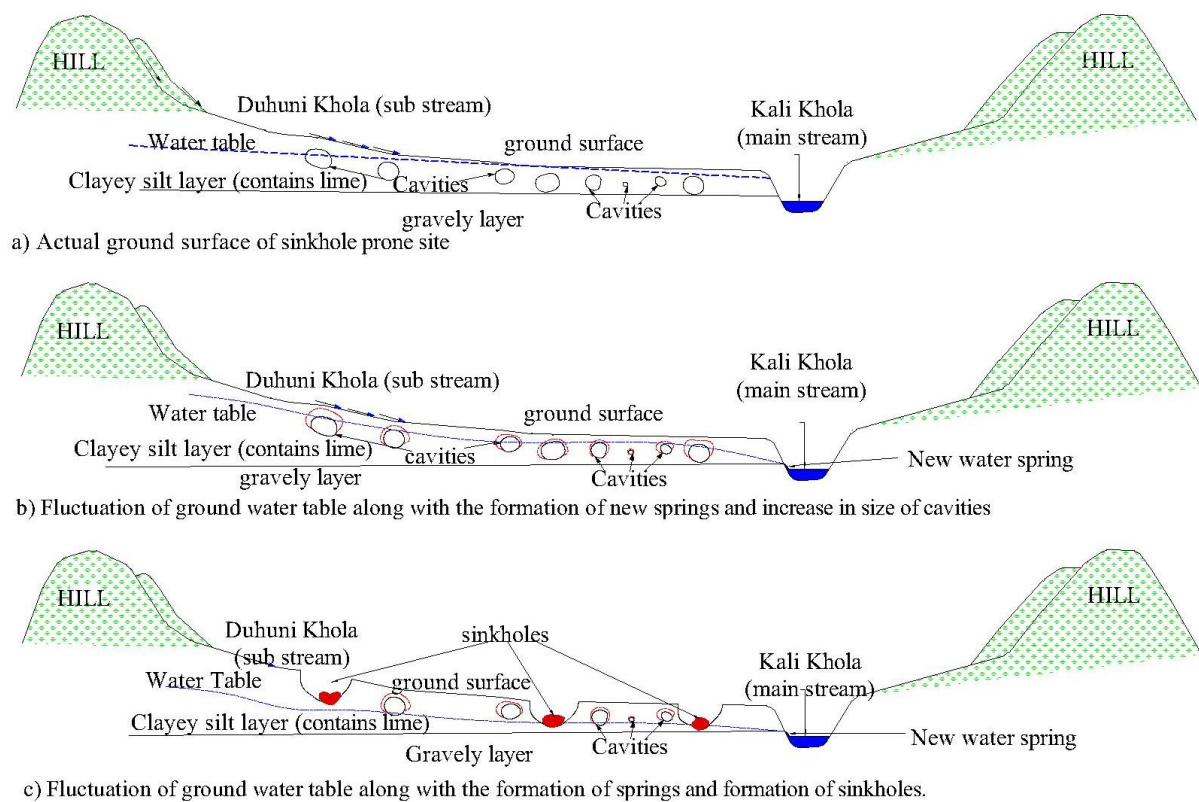 HILL
HILL
Duhuni Khola (sub stream)
Kali Khola
(main stream)
Water table
ground surface
Clayey silt layer (contains lime)
Cavities
Cavities
gravely layer
a) Actual ground surface of sinkhole prone site
HILL
HILL
Duhuni Khola (sub stream)
Kali Khola
(main stream)
Water table
ground surface
Clayey silt layer (contains lime)
cavities
New water spring
gravely layer
Cavities
b) Fluctuation of ground water table along with the formation of new springs and increase in size of cavities
HILL
HILL
Duhuni Khola
(sub stream)
sinkholes
Kali Khola
(main stream)
Water Table
ground surface
Clayey silt layer (contains lime)
Cavities
New water spring
Gravely layer
c) Fluctuation of ground water table along with the formation of springs and formation of sinkholes.